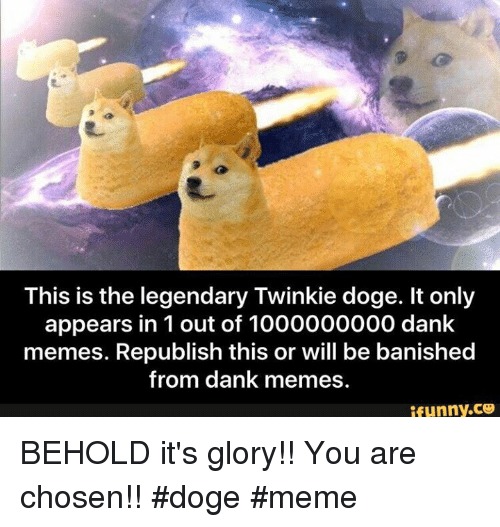 This is the legendary Twinkie doge. It only
appears in 1 out of 1000000000 dank
memes. Republish this or will be banished
from dank memes.
ifunny.co
BEHOLD it's glory!! You are
chosen!! #doge #meme